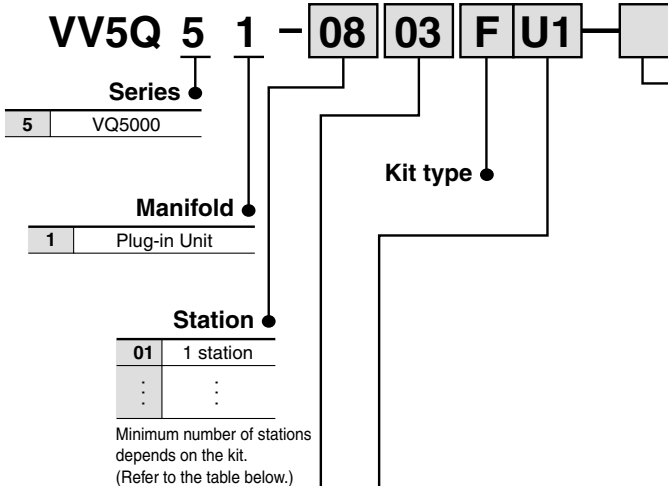 VV5Q 5 1 - 08 03 F U1 -
Series
5 VQ5000
Kit type
Manifold
1 Plug-in Unit
Station
01 1 station
⋮ ⋮
Minimum number of stations
depends on the kit.
(Refer to the table below.)